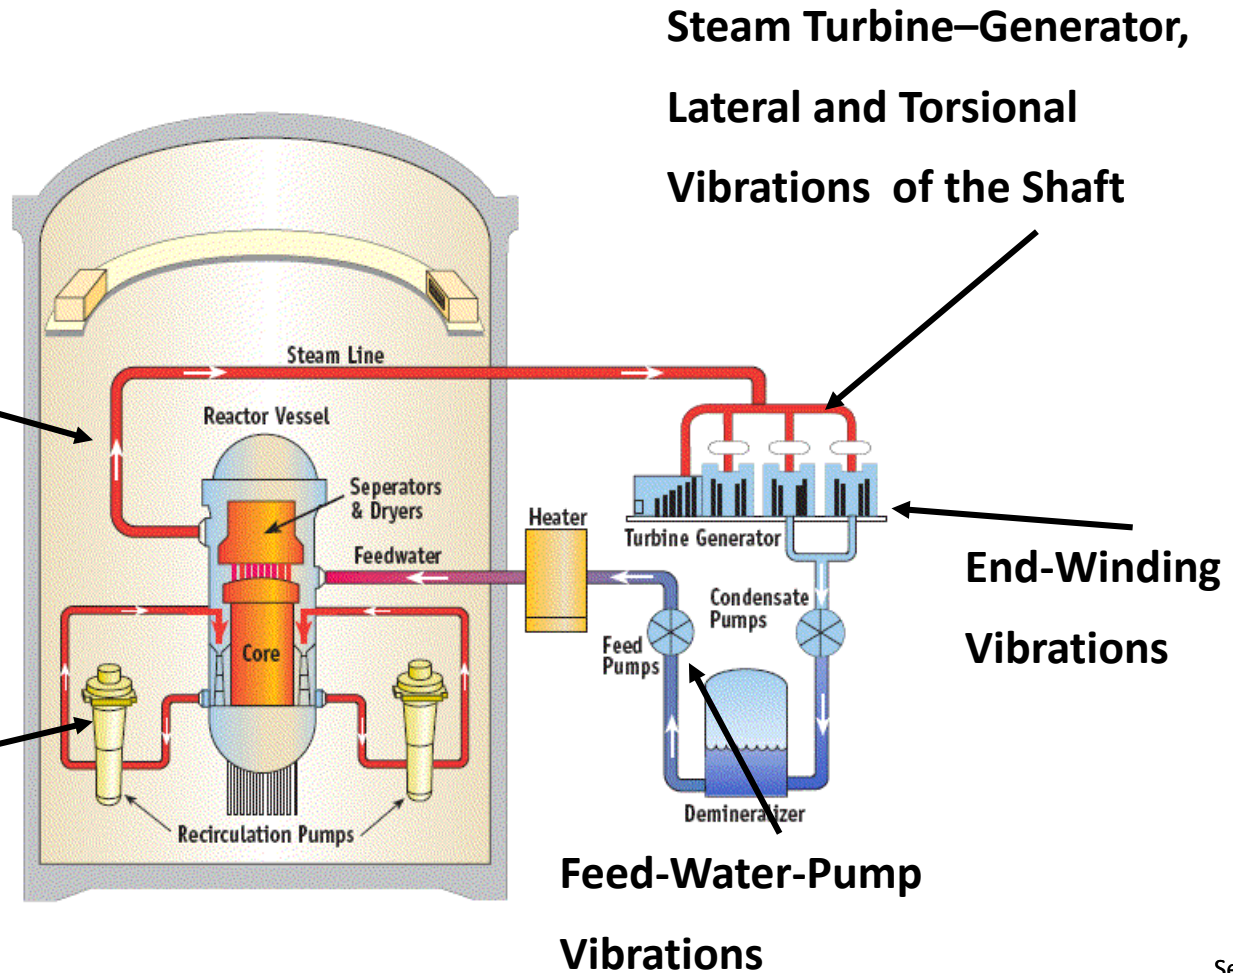 Steam Turbine–Generator,
Lateral and Torsional
Vibrations of the Shaft
Steam Line
Reactor Vessel
Seperators
& Dryers
Heater
Turbine Generator
Feedwater
End-Winding
Vibrations
Condensate
Pumps
Feed
Pumps
Core
Demineralizer
Recirculation Pumps
Feed-Water-Pump
Vibrations